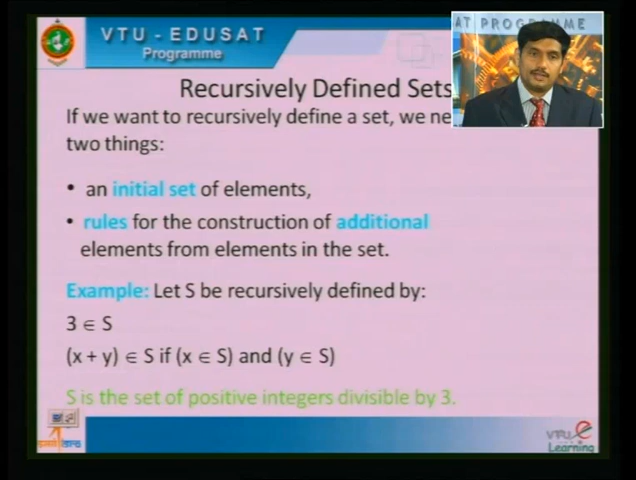 VTU - EDUSAT
Programme
AT PROGRAMME
Recursively Defined Sets
If we want to recursively define a set, we ne
two things:
• an initial set of elements,
• rules for the construction of additional
elements from elements in the set.
Example: Let S be recursively defined by:
3 ∈ S
(x + y) ∈ S if (x ∈ S) and (y ∈ S)
S is the set of positive integers divisible by 3.
VTU e
Learning